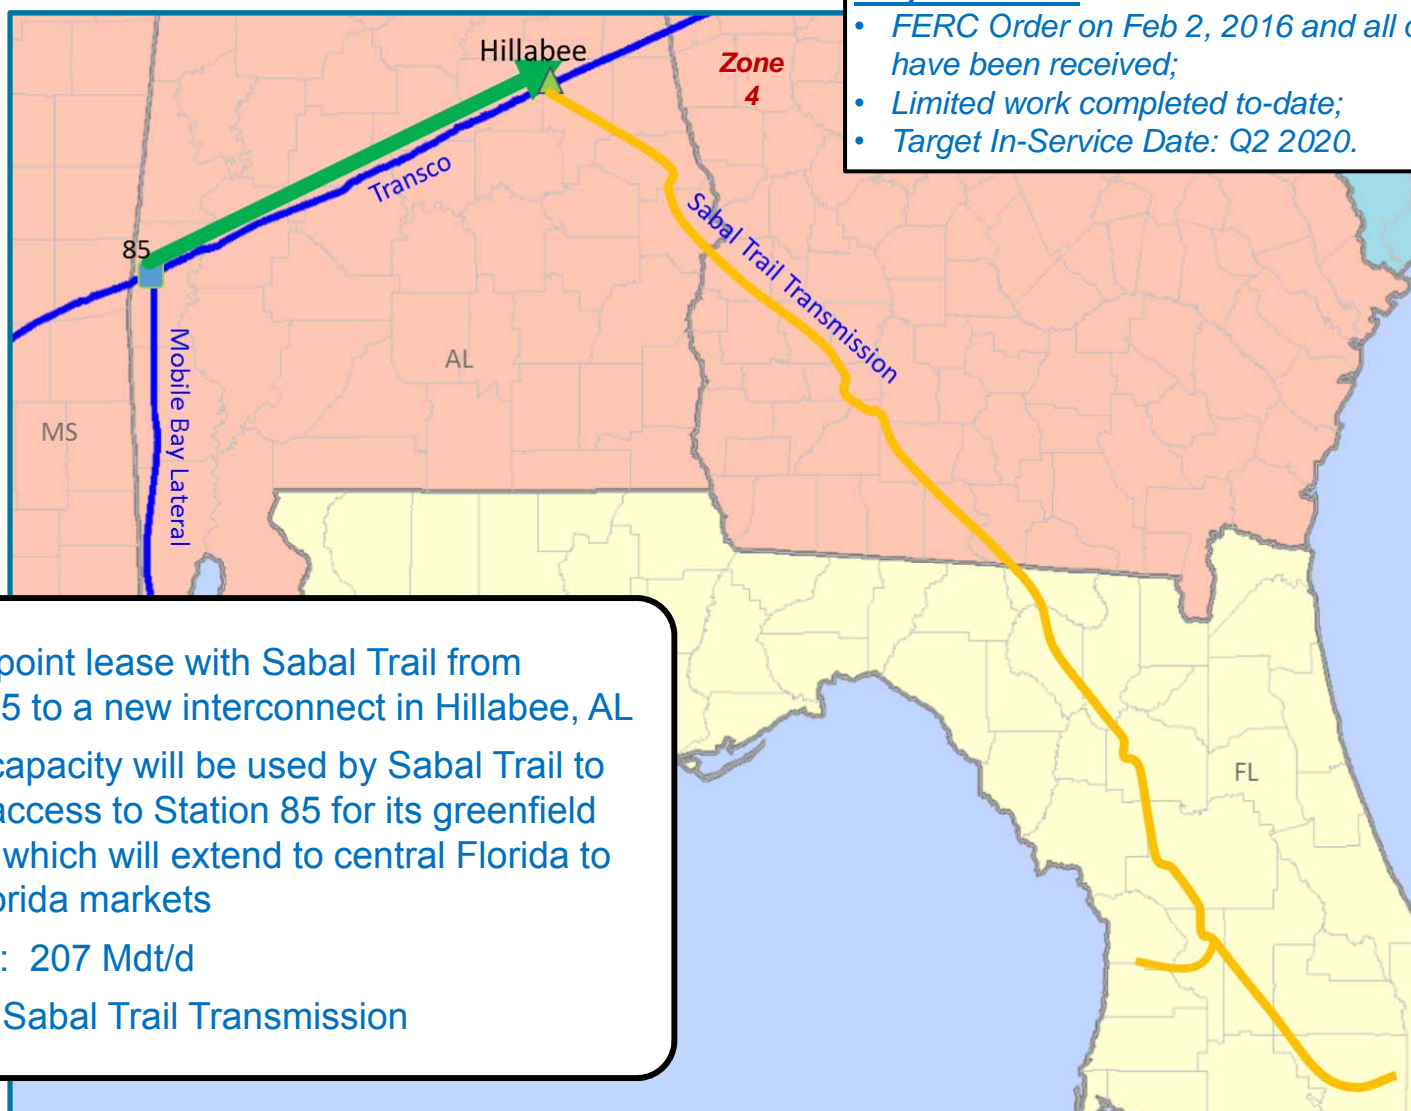 • FERC Order on Feb 2, 2016 and all
have been received;
• Limited work completed to-date;
• Target In-Service Date: Q2 2020.
Hillabee
Zone
4
Transco
85
Sabal Trail Transmission
Mobile Bay Lateral
AL
MS
FL
point lease with Sabal Trail from
5 to a new interconnect in Hillabee, AL
capacity will be used by Sabal Trail to
access to Station 85 for its greenfield
which will extend to central Florida to
orida markets
: 207 Mdt/d
Sabal Trail Transmission